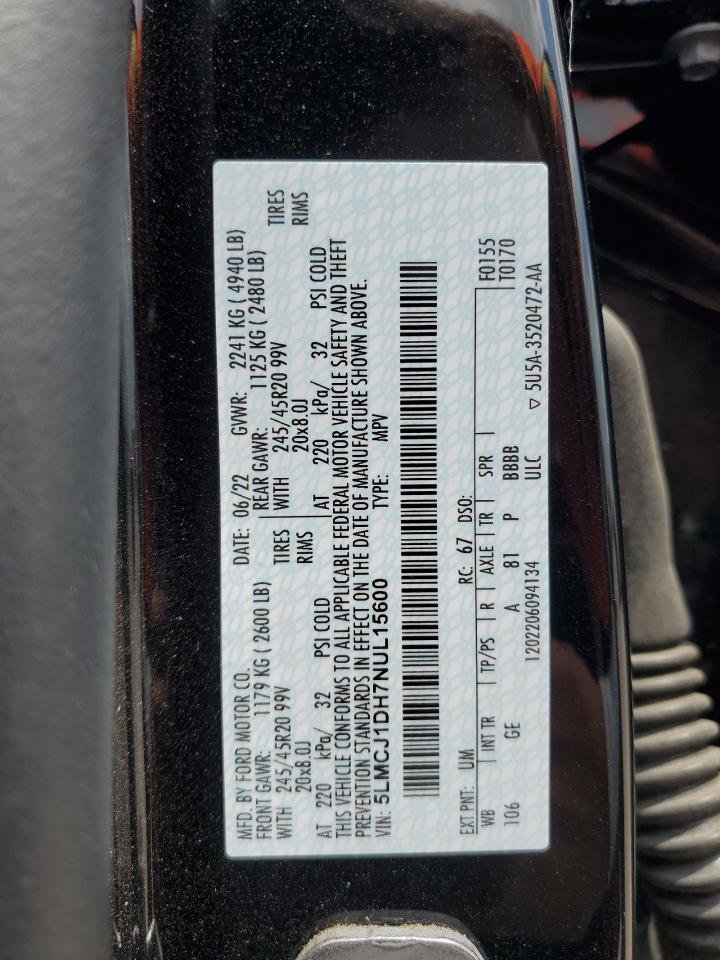 MFD. BY FORD MOTOR CO. DATE: 06/22 GVWR: 2241 KG ( 4940 LB)
FRONT GAWR: 1179 KG ( 2600 LB) REAR GAWR: 1125 KG ( 2480 LB)
WITH 245/45R20 99V TIRES WITH 245/45R20 99V TIRES
20x8.0J RIMS 20x8.0J RIMS
AT 220 kPa/ 32 PSI COLD AT 220 kPa/ 32 PSI COLD
THIS VEHICLE CONFORMS TO ALL APPLICABLE FEDERAL MOTOR VEHICLE SAFETY AND THEFT
PREVENTION STANDARDS IN EFFECT ON THE DATE OF MANUFACTURE SHOWN ABOVE.
VIN: 5LMCJ1DH7NUL15600 TYPE: MPV
EXT PNT: UM RC: 67 DSO: F0155
WB INT TR TP/PS R AXLE TR SPR T0170
106 GE A 81 P BBBB
1202206094134 ULC ▽ 5U5A-3520472-AA